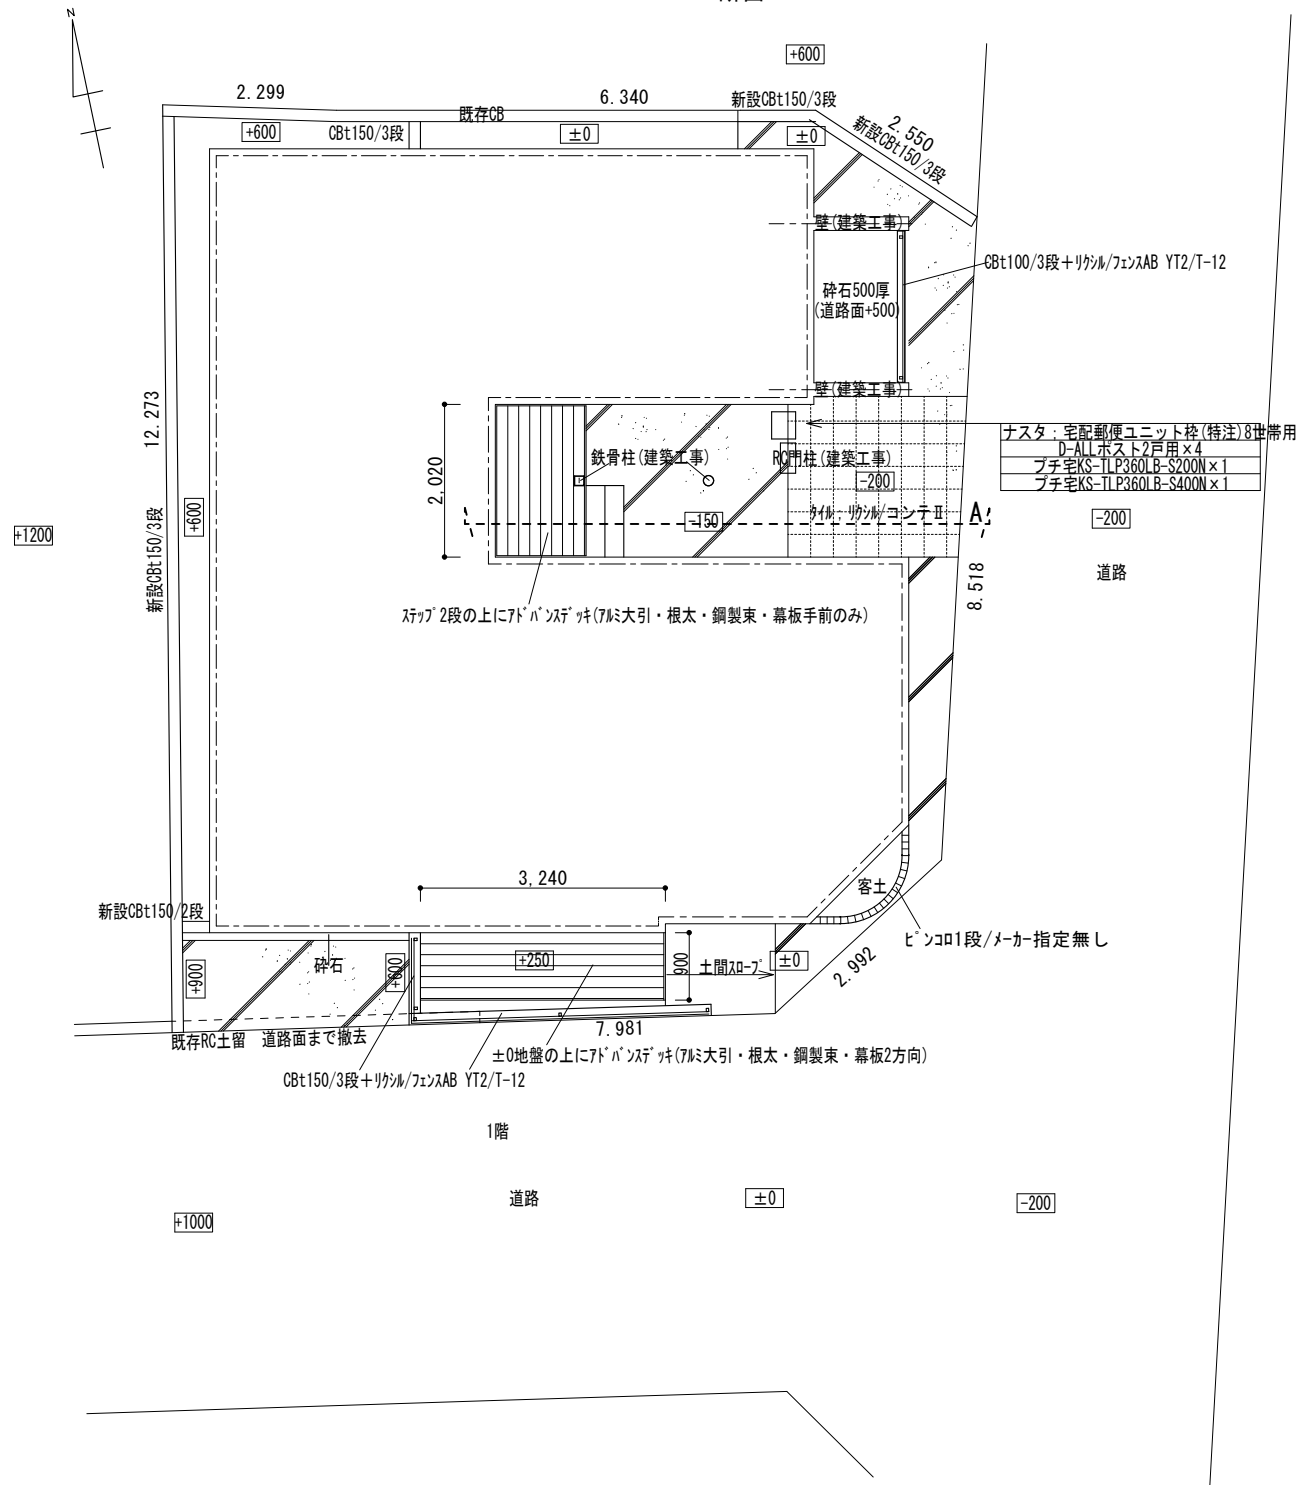 N
+600
2.299
6.340
新設CBt150/3段
既存CB
+600
CBt150/3段
±0
±0
2.550
新設CBt150/3段
壁(建築工事)
CBt100/3段+リクシル/フェンスAB YT2/T-12
砕石500厚
(道路面+500)
壁(建築工事)
12.273
新設CBt150/3段
+600
+1200
2,020
鉄骨柱(建築工事)
RC門柱(建築工事)
-200
ナスタ:宅配郵便ユニット枠(特注)8世帯用
D-ALLポスト2戸用×4
プチ宅KS-TLP360LB-S200N×1
プチ宅KS-TLP360LB-S400N×1
-150
タイル:リクシル/コンテⅡ
A
-200
道路
8.518
ステップ2段の上にアドバンスデッキ(アルミ大引・根太・鋼製束・幕板手前のみ)
3,240
客土
新設CBt150/2段
ピンコロ1段/メーカー指定無し
+900
砕石
+600
+250
900
土間スロープ
±0
2.992
既存RC土留 道路面まで撤去
7.981
±0地盤の上にアドバンスデッキ(アルミ大引・根太・鋼製束・幕板2方向)
CBt150/3段+リクシル/フェンスAB YT2/T-12
1階
道路
±0
-200
+1000